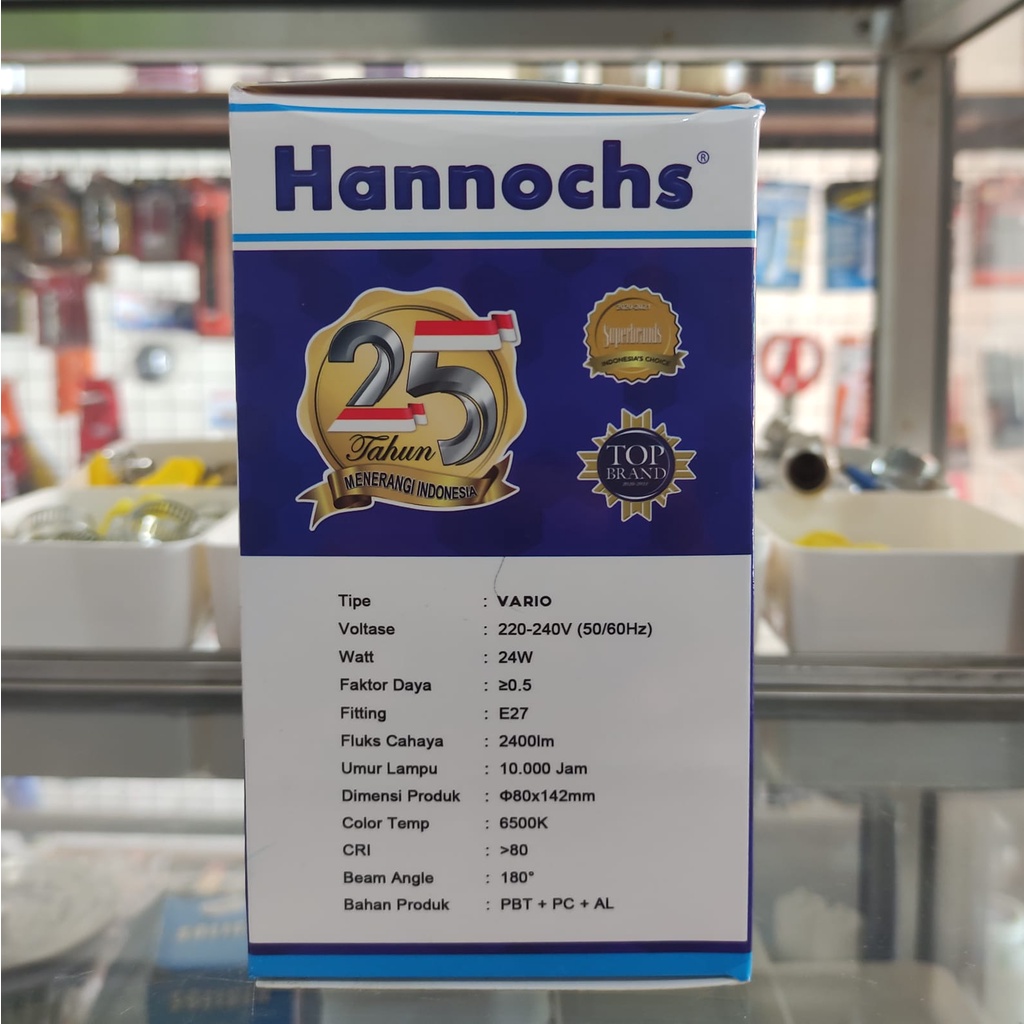 Hannochs®
25
Tahun
MENERANGI INDONESIA
Superbrands
INDONESIA'S CHOICE
TOP
BRAND
Tipe : VARIO
Voltase : 220-240V (50/60Hz)
Watt : 24W
Faktor Daya : ≥0.5
Fitting : E27
Fluks Cahaya : 2400lm
Umur Lampu : 10.000 Jam
Dimensi Produk : Φ80x142mm
Color Temp : 6500K
CRI : >80
Beam Angle : 180°
Bahan Produk : PBT + PC + AL